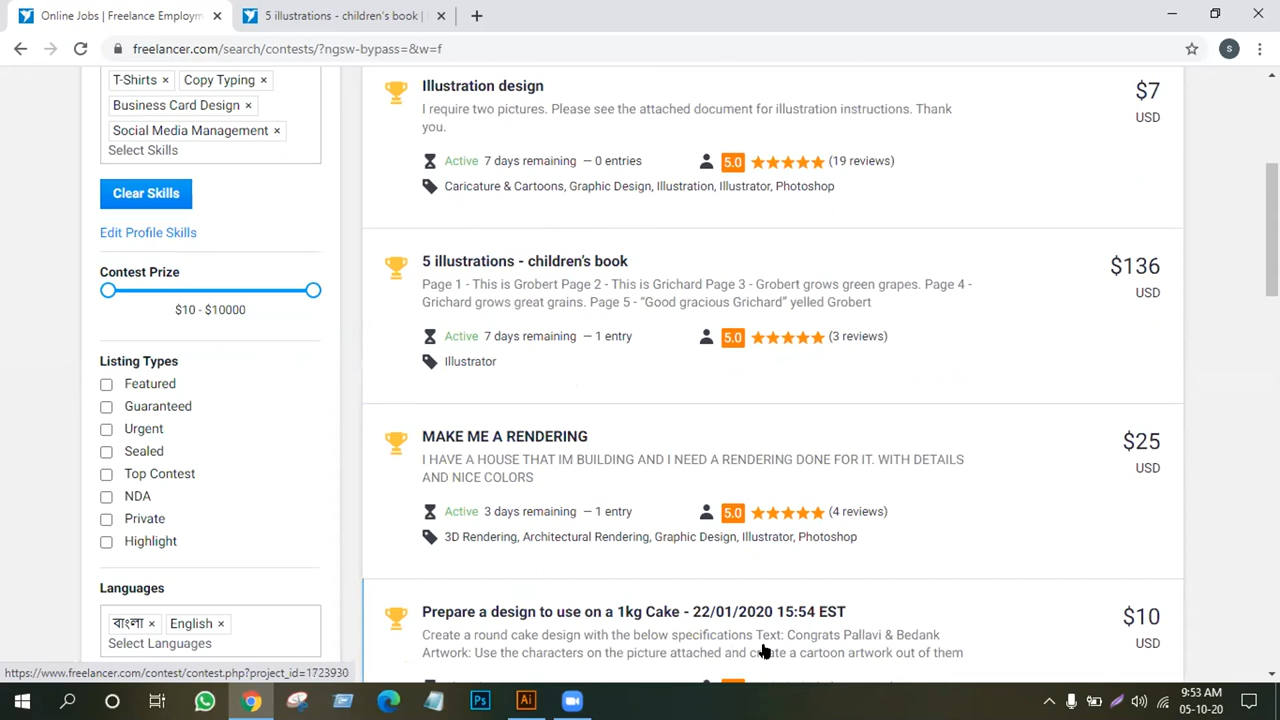 Online Jobs | Freelance Employm
5 illustrations - children's book |
freelancer.com/search/contests/?ngsw-bypass=&w=f
S
T-Shirts × Copy Typing ×
Business Card Design ×
Social Media Management ×
Select Skills
Clear Skills
Edit Profile Skills
Contest Prize
$10 - $10000
Listing Types
Featured
Guaranteed
Urgent
Sealed
Top Contest
NDA
Private
Highlight
Languages
বাংলা × English ×
Select Languages
Illustration design
$7
I require two pictures. Please see the attached document for illustration instructions. Thank
you.
USD
Active 7 days remaining — 0 entries 5.0 (19 reviews)
Caricature & Cartoons, Graphic Design, Illustration, Illustrator, Photoshop
5 illustrations - children's book
$136
Page 1 - This is Grobert Page 2 - This is Grichard Page 3 - Grobert grows green grapes. Page 4 -
Grichard grows great grains. Page 5 - “Good gracious Grichard” yelled Grobert
USD
Active 7 days remaining — 1 entry 5.0 (3 reviews)
Illustrator
MAKE ME A RENDERING
$25
I HAVE A HOUSE THAT IM BUILDING AND I NEED A RENDERING DONE FOR IT. WITH DETAILS
AND NICE COLORS
USD
Active 3 days remaining — 1 entry 5.0 (4 reviews)
3D Rendering, Architectural Rendering, Graphic Design, Illustrator, Photoshop
Prepare a design to use on a 1kg Cake - 22/01/2020 15:54 EST
$10
Create a round cake design with the below specifications Text: Congrats Pallavi & Bedank
Artwork: Use the characters on the picture attached and create a cartoon artwork out of them
USD
https://www.freelancer.com/contest/contest.php?project_id=1723930
Ps
Ai
9:53 AM
05-10-20